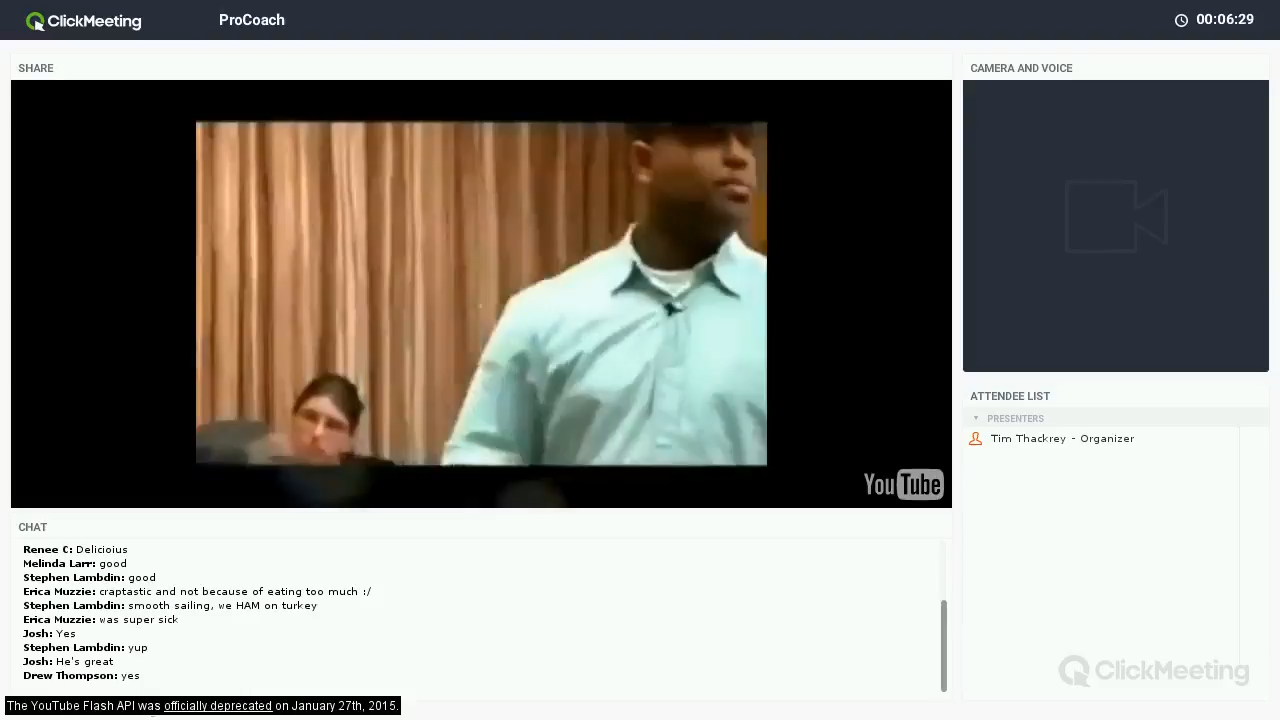 ClickMeeting
ProCoach
00:06:29
SHARE
CAMERA AND VOICE
YouTube
ATTENDEE LIST
PRESENTERS
Tim Thackrey - Organizer
CHAT
Renee C: Delicioius
Melinda Larr: good
Stephen Lambdin: good
Erica Muzzie: craptastic and not because of eating too much :/
Stephen Lambdin: smooth sailing, we HAM on turkey
Erica Muzzie: was super sick
Josh: Yes
Stephen Lambdin: yup
Josh: He's great
Drew Thompson: yes
ClickMeeting
The YouTube Flash API was officially deprecated on January 27th, 2015.